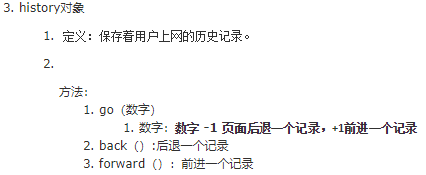 3. history对象
1. 定义：保存着用户上网的历史记录。
2.
方法：
1. go（数字）
1. 数字：数字 -1 页面后退一个记录，+1前进一个记录
2. back（）:后退一个记录
3. forward（）：前进一个记录